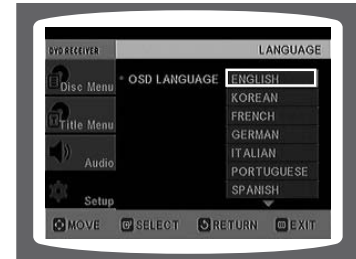 DVD RECEIVER LANGUAGE
Disc Menu
Title Menu
Audio
Setup
OSD LANGUAGE
ENGLISH
KOREAN
FRENCH
GERMAN
ITALIAN
PORTUGUESE
SPANISH
MOVE SELECT RETURN EXIT